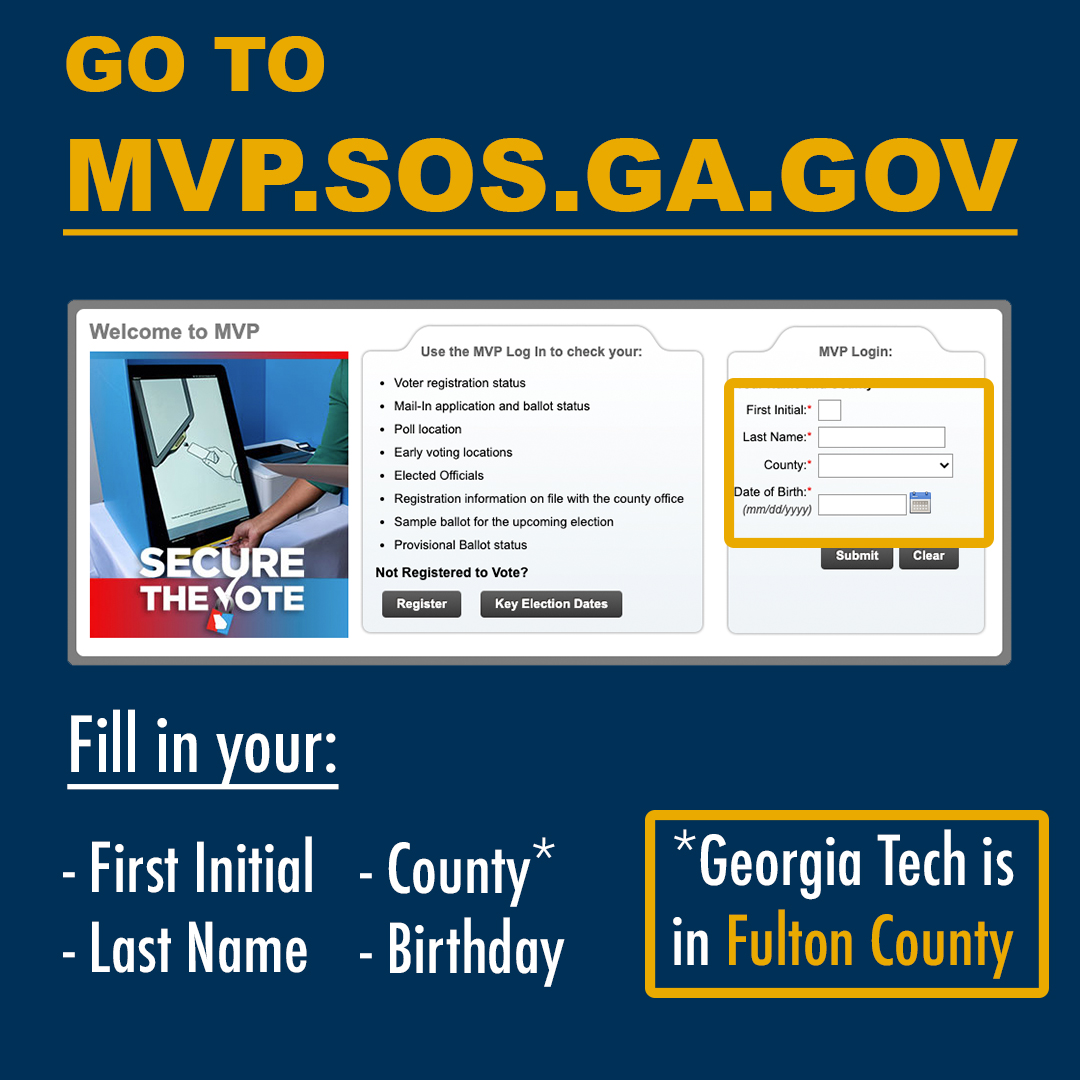 GO TO
MVP.SOS.GA.GOV
Welcome to MVP
SECURE
THE VOTE
Use the MVP Log In to check your:
• Voter registration status
• Mail-In application and ballot status
• Poll location
• Early voting locations
• Elected Officials
• Registration information on file with the county office
• Sample ballot for the upcoming election
• Provisional Ballot status
Not Registered to Vote?
Register
Key Election Dates
MVP Login:
First Initial:*
Last Name:*
County:*
Date of Birth:*
(mm/dd/yyyy)
Submit
Clear
Fill in your:
- First Initial
- Last Name
- County*
- Birthday
*Georgia Tech is
in Fulton County